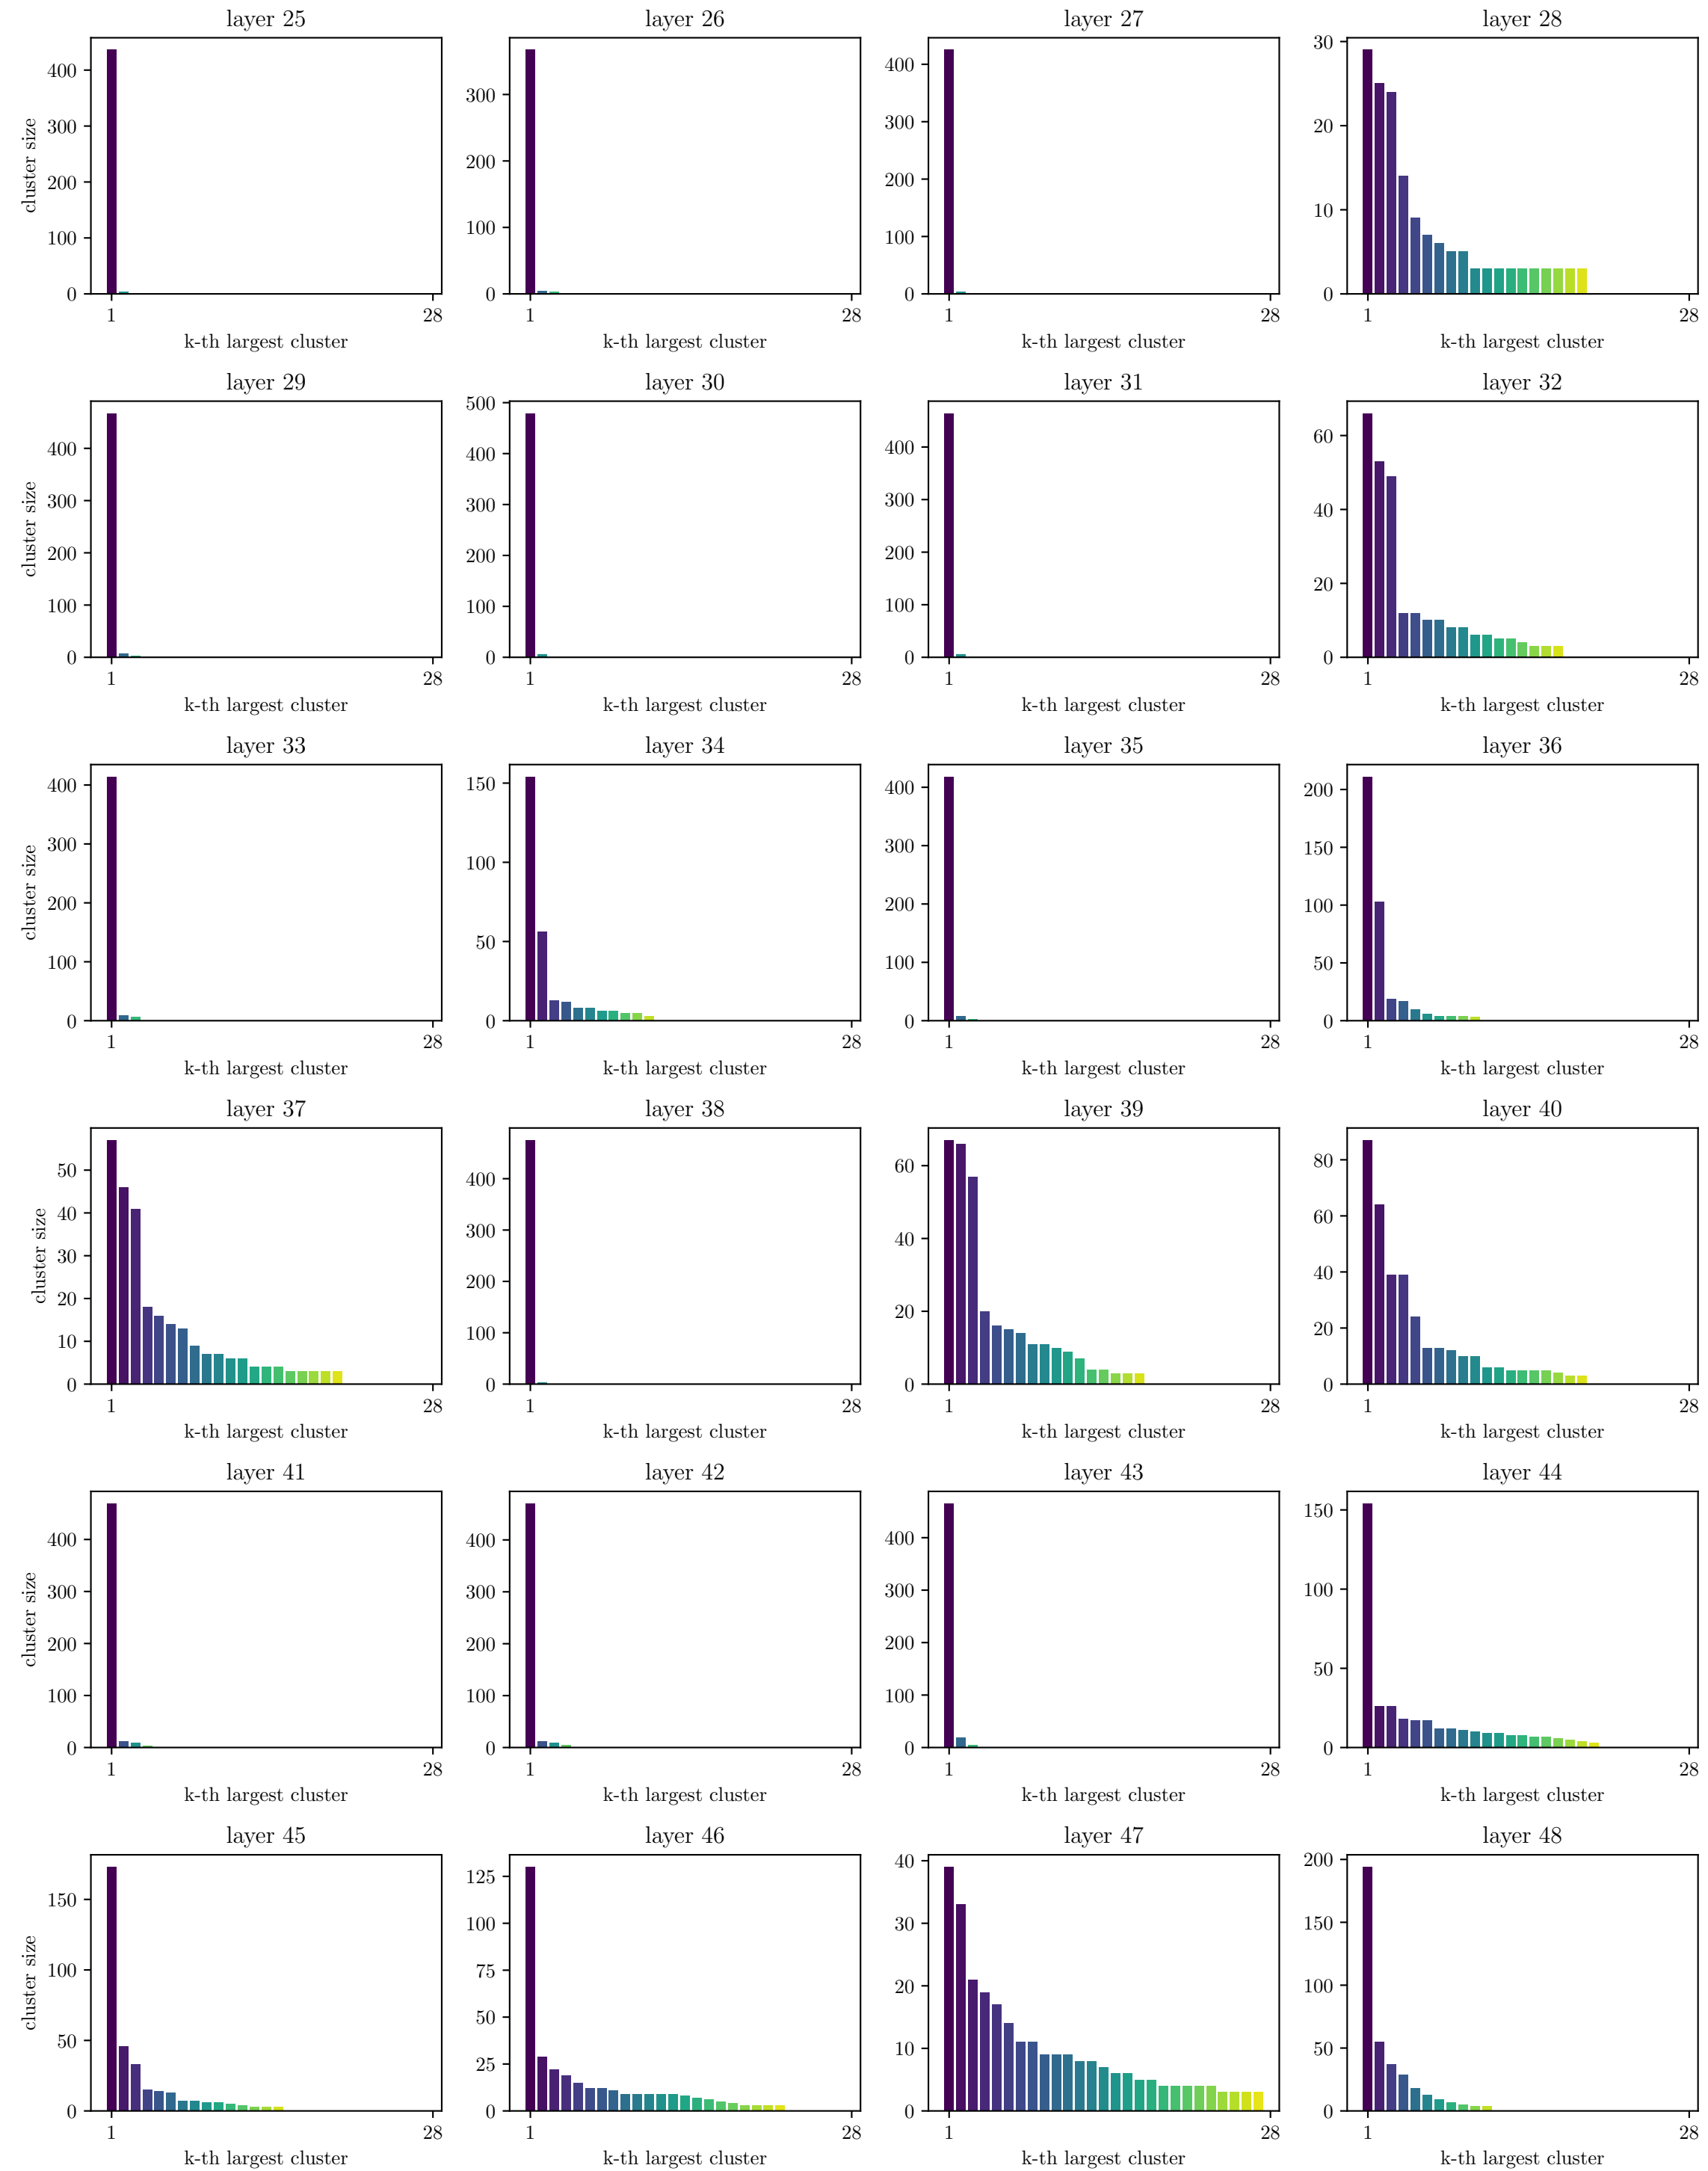 layer 25
layer 26
layer 27
layer 28
cluster size
400
300
200
100
0
300
200
100
0
400
300
200
100
0
30
20
10
0
1 28
1 28
1 28
1 28
k-th largest cluster
k-th largest cluster
k-th largest cluster
k-th largest cluster
layer 29
layer 30
layer 31
layer 32
cluster size
400
300
200
100
0
500
400
300
200
100
0
400
300
200
100
0
60
40
20
0
1 28
1 28
1 28
1 28
k-th largest cluster
k-th largest cluster
k-th largest cluster
k-th largest cluster
layer 33
layer 34
layer 35
layer 36
cluster size
400
300
200
100
0
150
100
50
0
400
300
200
100
0
200
150
100
50
0
1 28
1 28
1 28
1 28
k-th largest cluster
k-th largest cluster
k-th largest cluster
k-th largest cluster
layer 37
layer 38
layer 39
layer 40
cluster size
50
40
30
20
10
0
400
300
200
100
0
60
40
20
0
80
60
40
20
0
1 28
1 28
1 28
1 28
k-th largest cluster
k-th largest cluster
k-th largest cluster
k-th largest cluster
layer 41
layer 42
layer 43
layer 44
cluster size
400
300
200
100
0
400
300
200
100
0
400
300
200
100
0
150
100
50
0
1 28
1 28
1 28
1 28
k-th largest cluster
k-th largest cluster
k-th largest cluster
k-th largest cluster
layer 45
layer 46
layer 47
layer 48
cluster size
150
100
50
0
125
100
75
50
25
0
40
30
20
10
0
200
150
100
50
0
1 28
1 28
1 28
1 28
k-th largest cluster
k-th largest cluster
k-th largest cluster
k-th largest cluster